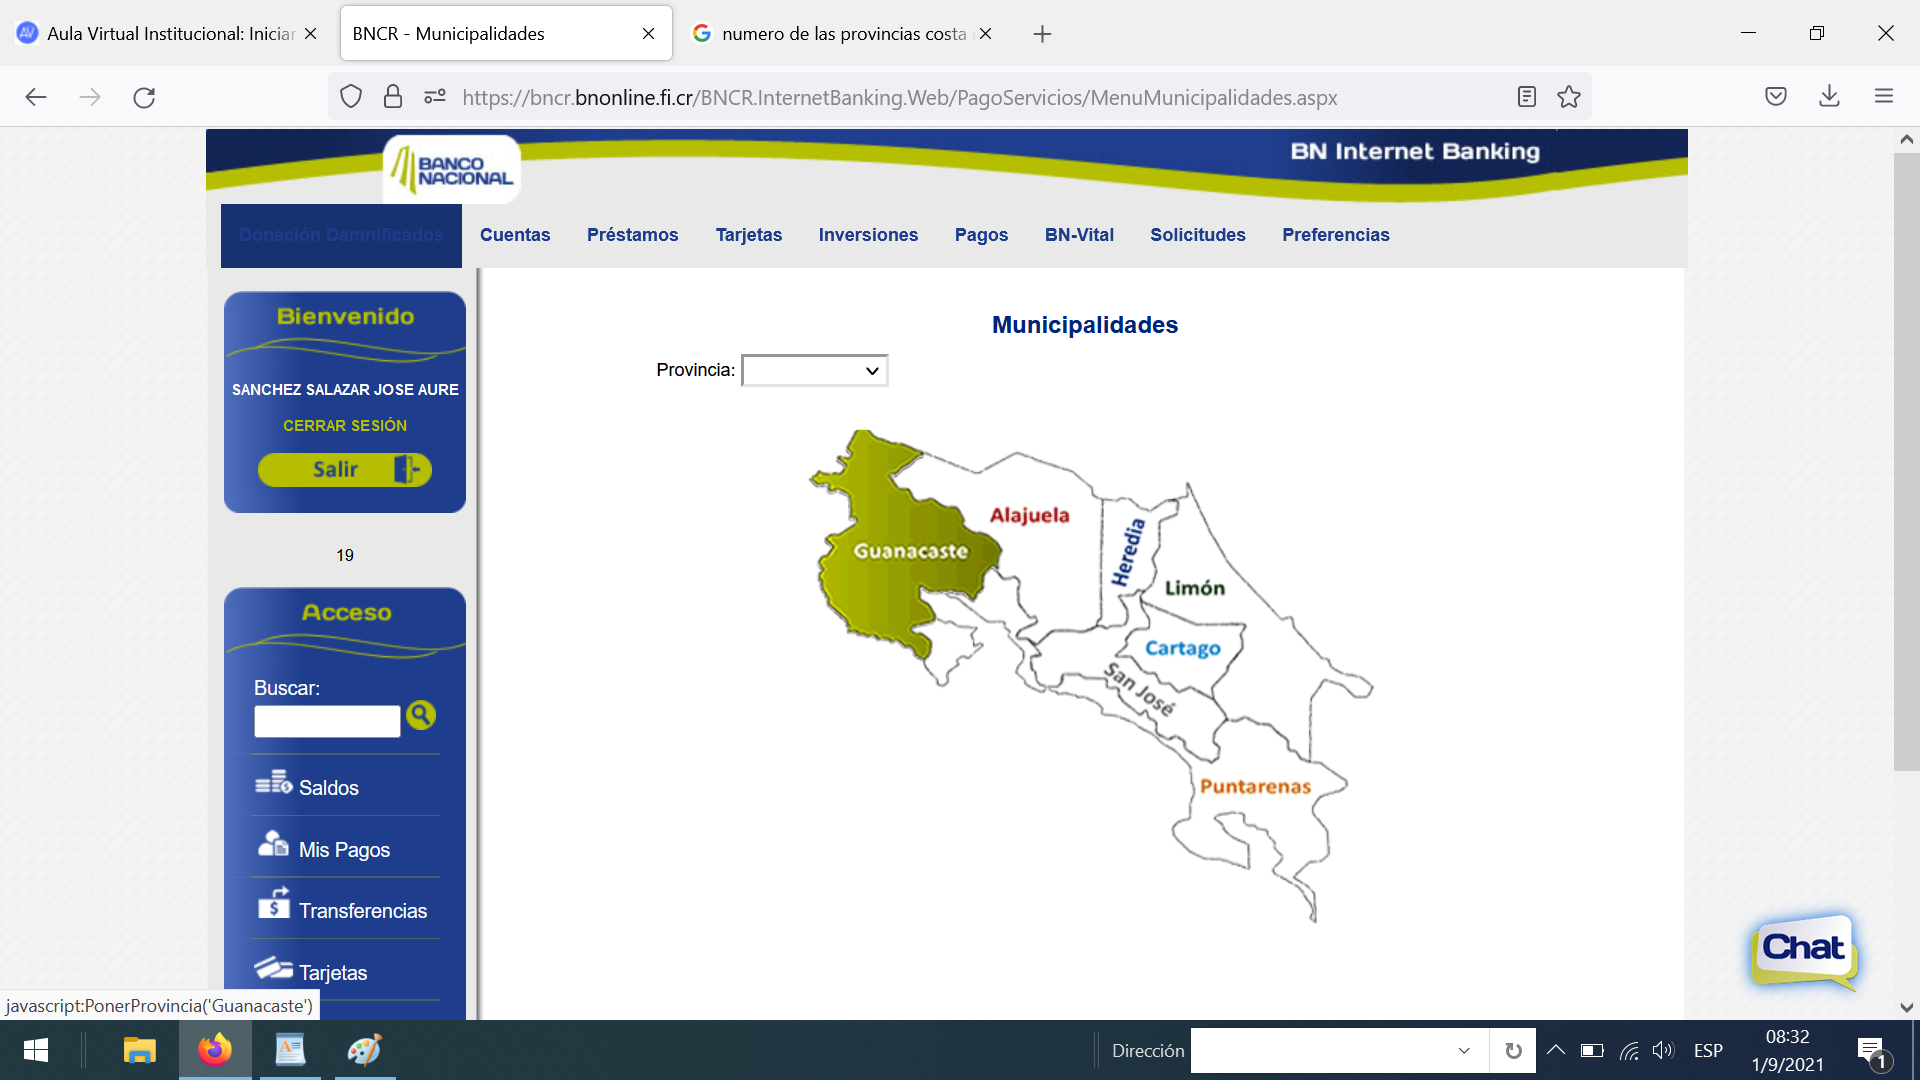 Aula Virtual Institucional: Iniciar
BNCR - Municipalidades
numero de las provincias costa
https://bncr.bnonline.fi.cr/BNCR.InternetBanking.Web/PagoServicios/MenuMunicipalidades.aspx
BANCO
NACIONAL
BN Internet Banking
Donación Damnificados
Cuentas
Préstamos
Tarjetas
Inversiones
Pagos
BN-Vital
Solicitudes
Preferencias
Bienvenido
SANCHEZ SALAZAR JOSE AURE
CERRAR SESIÓN
Salir
19
Acceso
Buscar:
Saldos
Mis Pagos
Transferencias
Tarjetas
Municipalidades
Provincia:
Guanacaste
Alajuela
Heredia
Limón
Cartago
San José
Puntarenas
Chat
javascript:PonerProvincia('Guanacaste')
Dirección
ESP
08:32
1/9/2021
1